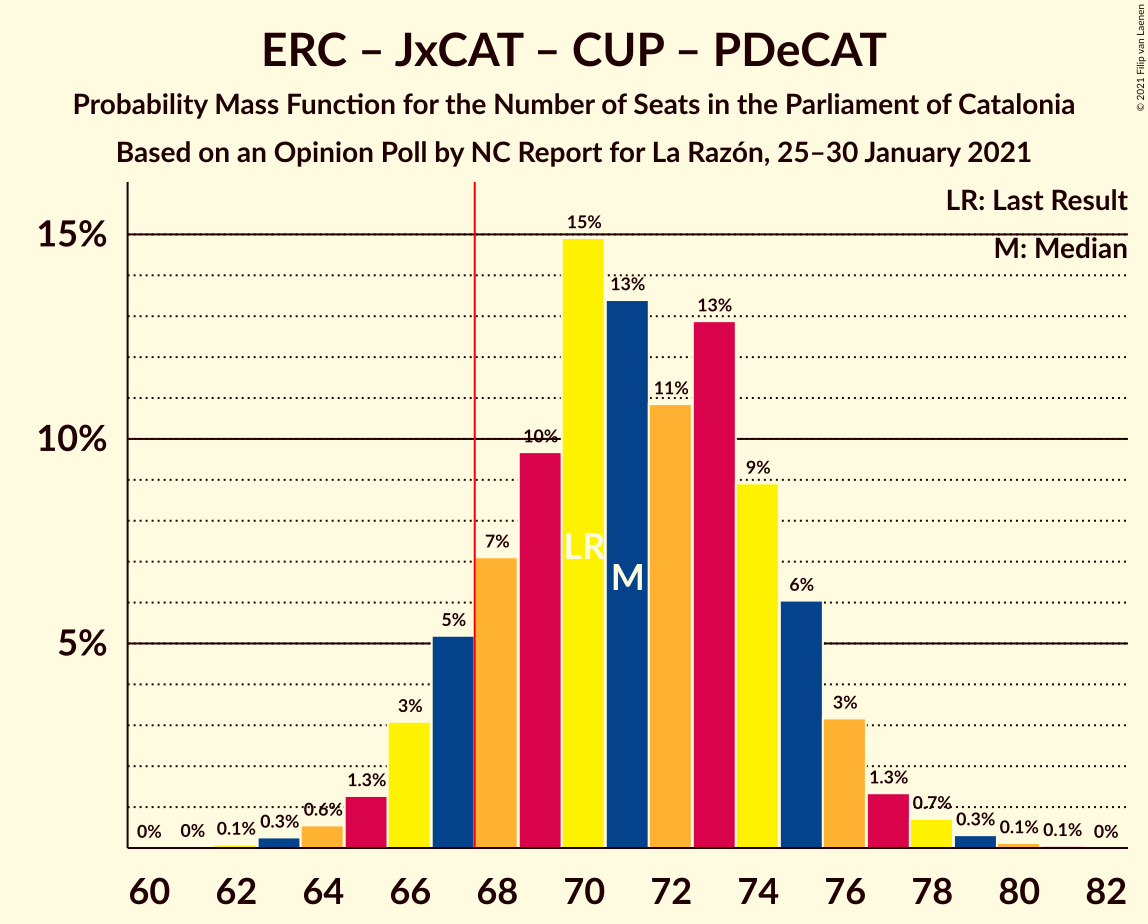 ERC – JxCAT – CUP – PDeCAT
Probability Mass Function for the Number of Seats in the Parliament of Catalonia
Based on an Opinion Poll by NC Report for La Razón, 25–30 January 2021
© 2021 Filip van Laenen
LR: Last Result
M: Median
15%
10%
5%
0%
0%
0.1%
0.3%
0.6%
1.3%
3%
5%
7%
10%
15%
13%
11%
13%
9%
6%
3%
1.3%
0.7%
0.3%
0.1%
0.1%
0%
LR
M
60 62 64 66 68 70 72 74 76 78 80 82